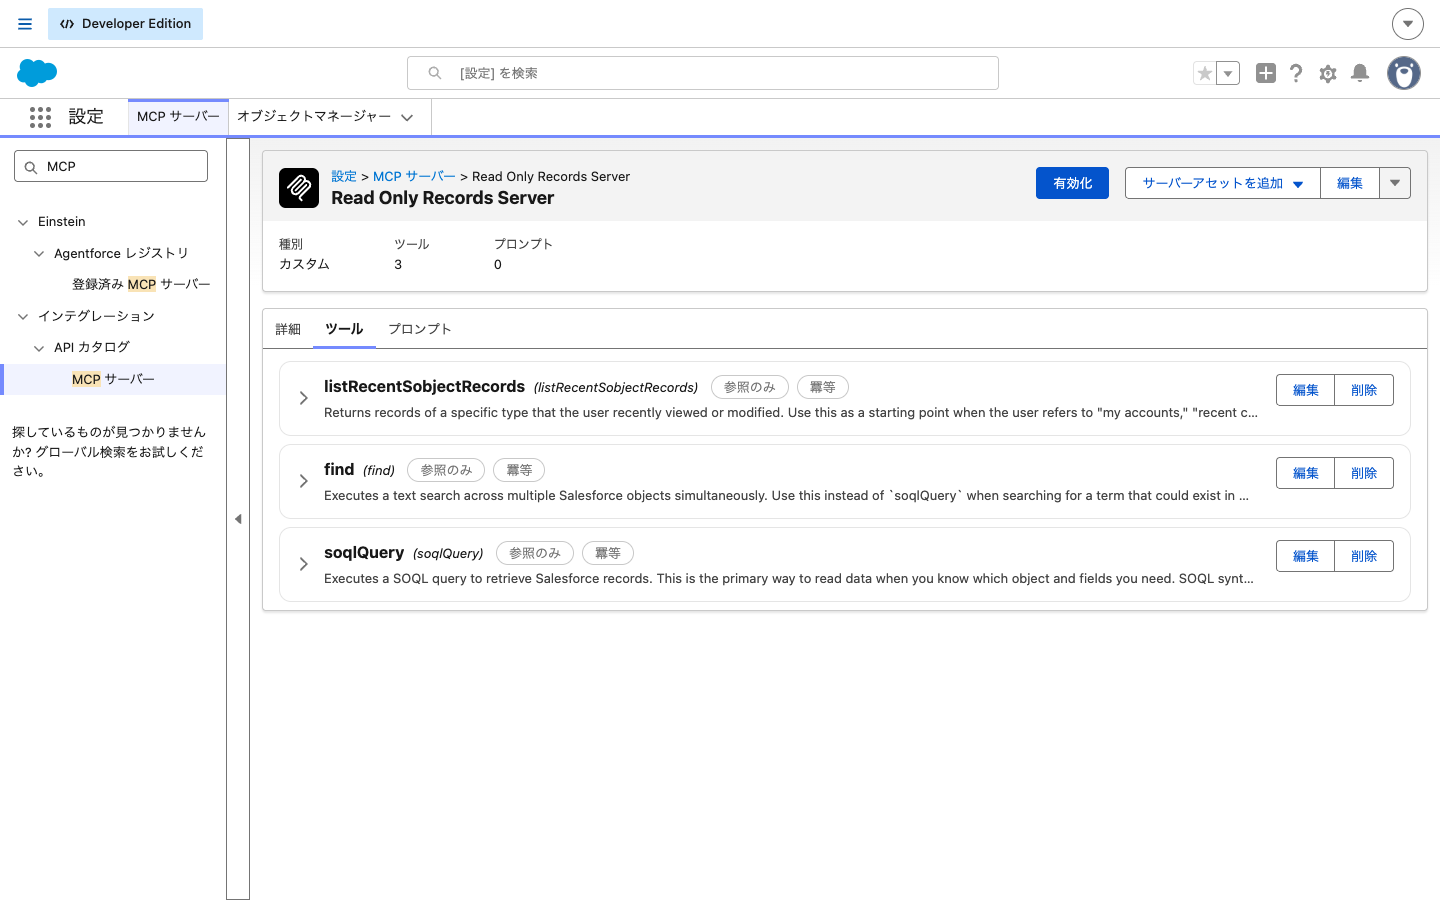 Developer Edition
[設定] を検索
設定
MCP サーバー
オブジェクトマネージャー
MCP
Einstein
Agentforce レジストリ
登録済み MCP サーバー
インテグレーション
API カタログ
MCP サーバー
探しているものが見つかりません
か? グローバル検索をお試しくだ
さい。
設定 > MCP サーバー > Read Only Records Server
Read Only Records Server
有効化
サーバーアセットを追加
編集
種別
ツール
プロンプト
カスタム
3
0
詳細
ツール
プロンプト
listRecentSobjectRecords (listRecentSobjectRecords) 参照のみ 冪等
Returns records of a specific type that the user recently viewed or modified. Use this as a starting point when the user refers to "my accounts," "recent c...
編集 削除
find (find) 参照のみ 冪等
Executes a text search across multiple Salesforce objects simultaneously. Use this instead of `soqlQuery` when searching for a term that could exist in ...
編集 削除
soqlQuery (soqlQuery) 参照のみ 冪等
Executes a SOQL query to retrieve Salesforce records. This is the primary way to read data when you know which object and fields you need. SOQL synt...
編集 削除